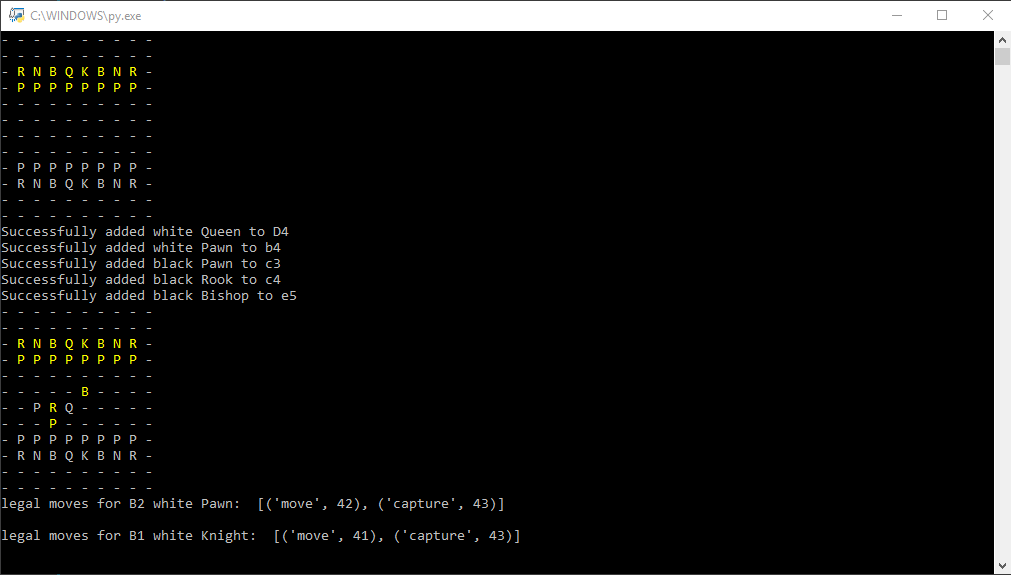 C:\WINDOWS\py.exe
- - - - - - - - - -
- - - - - - - - - -
- R N B Q K B N R -
- P P P P P P P P -
- - - - - - - - - -
- - - - - - - - - -
- - - - - - - - - -
- - - - - - - - - -
- P P P P P P P P -
- R N B Q K B N R -
- - - - - - - - - -
- - - - - - - - - -
Successfully added white Queen to D4
Successfully added white Pawn to b4
Successfully added black Pawn to c3
Successfully added black Rook to c4
Successfully added black Bishop to e5
- - - - - - - - - -
- - - - - - - - - -
- R N B Q K B N R -
- P P P P P P P P -
- - - - - - - - - -
- - - - - B - - - -
- - P R Q - - - - -
- - - P - - - - - -
- P P P P P P P P -
- R N B Q K B N R -
- - - - - - - - - -
- - - - - - - - - -
legal moves for B2 white Pawn:  [('move', 42), ('capture', 43)]
legal moves for B1 white Knight:  [('move', 41), ('capture', 43)]